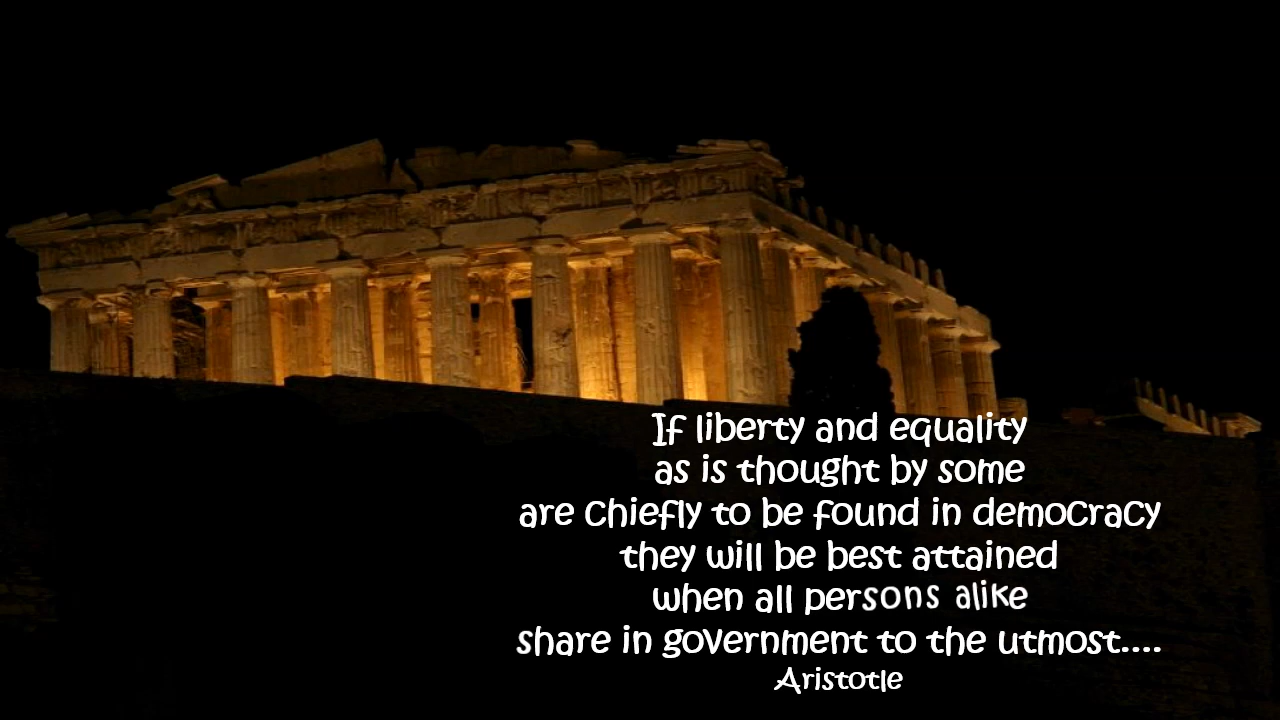 If liberty and equality
as is thought by some
are chiefly to be found in democracy
they will be best attained
when all persons alike
share in government to the utmost....
Aristotle